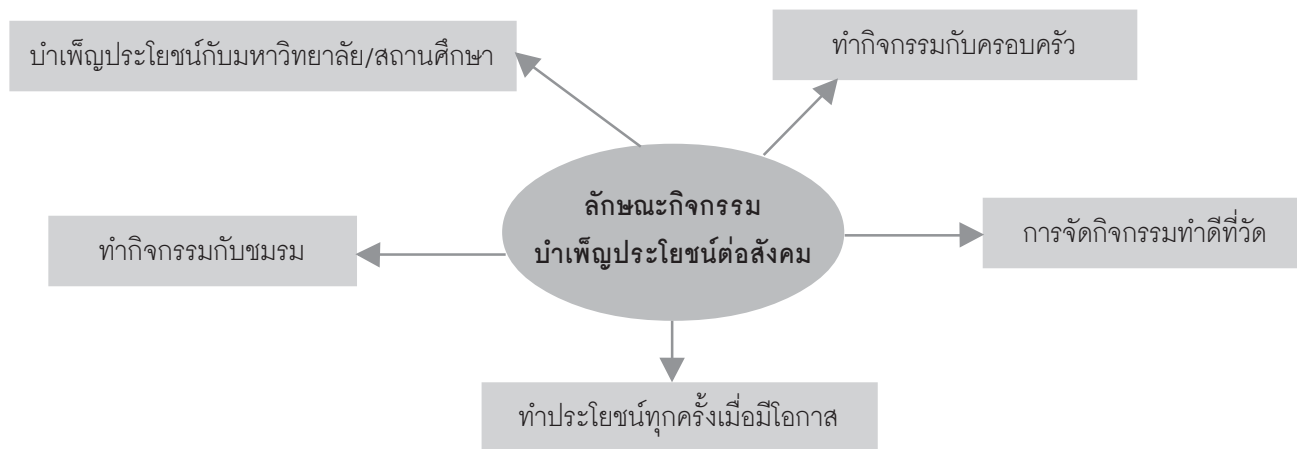 บำเพ็ญประโยชน์กับมหาวิทยาลัย/สถานศึกษา
ทำกิจกรรมกับครอบครัว
ลักษณะกิจกรรม
บำเพ็ญประโยชน์ต่อสังคม
ทำกิจกรรมกับชมรม
การจัดกิจกรรมทำดีที่วัด
ทำประโยชน์ทุกครั้งเมื่อมีโอกาส